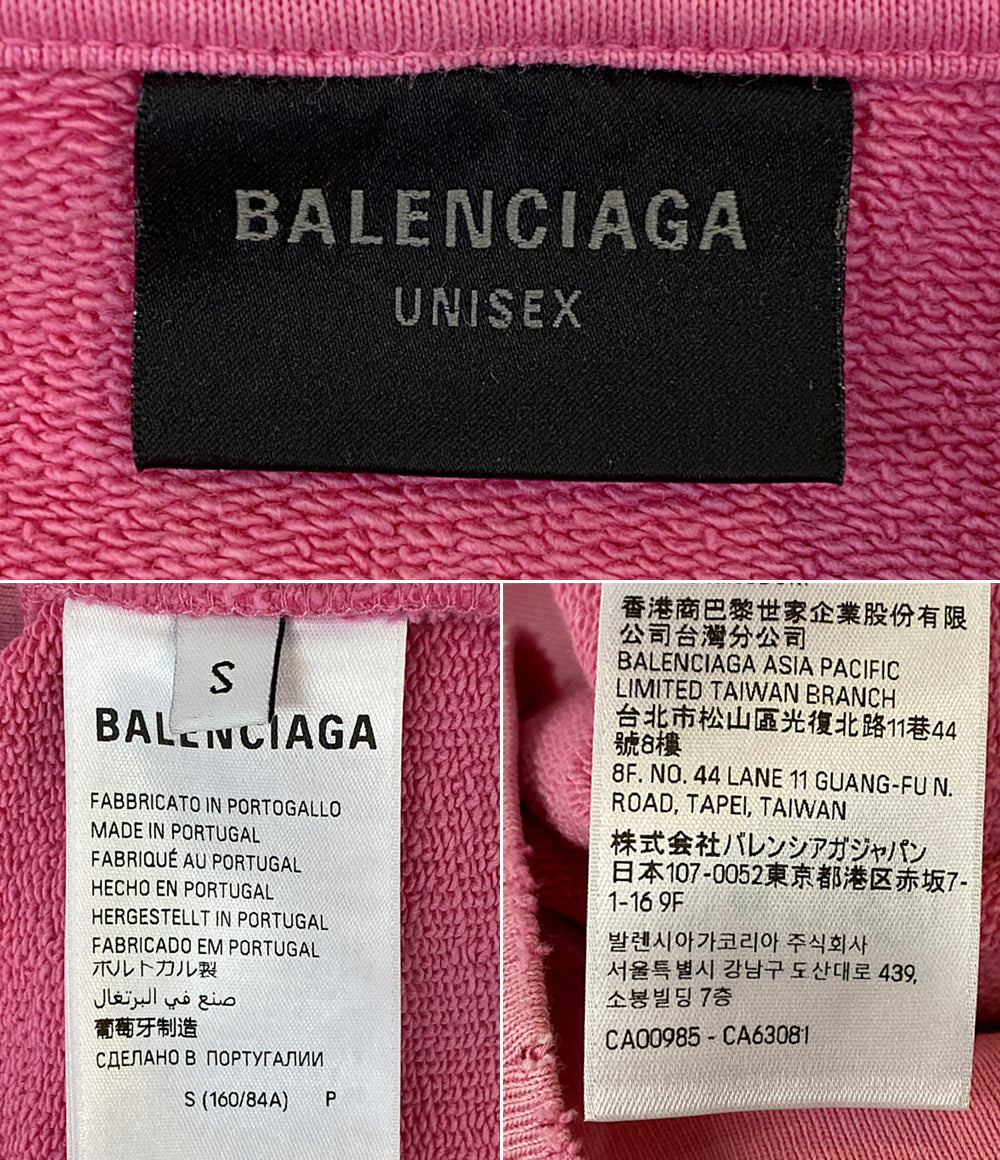 BALENCIAGA
UNISEX
S
BALENCIAGA
FABBRICATO IN PORTOGALLO
MADE IN PORTUGAL
FABRIQUÉ AU PORTUGAL
HECHO EN PORTUGAL
HERGESTELLT IN PORTUGAL
FABRICADO EM PORTUGAL
ポルトガル製
صنع في البرتغال
葡萄牙制造
СДЕЛАНО В ПОРТУГАЛИИ
S (160/84A) P
香港商巴黎世家企業股份有限
公司台灣分公司
BALENCIAGA ASIA PACIFIC
LIMITED TAIWAN BRANCH
台北市松山區光復北路11巷44
號8樓
8F. NO. 44 LANE 11 GUANG-FU N.
ROAD, TAPEI, TAIWAN
株式会社バレンシアガジャパン
日本107-0052東京都港区赤坂7-
1-16 9F
발렌시아가코리아 주식회사
서울특별시 강남구 도산대로 439,
소봉빌딩 7층
CA00985 - CA63081